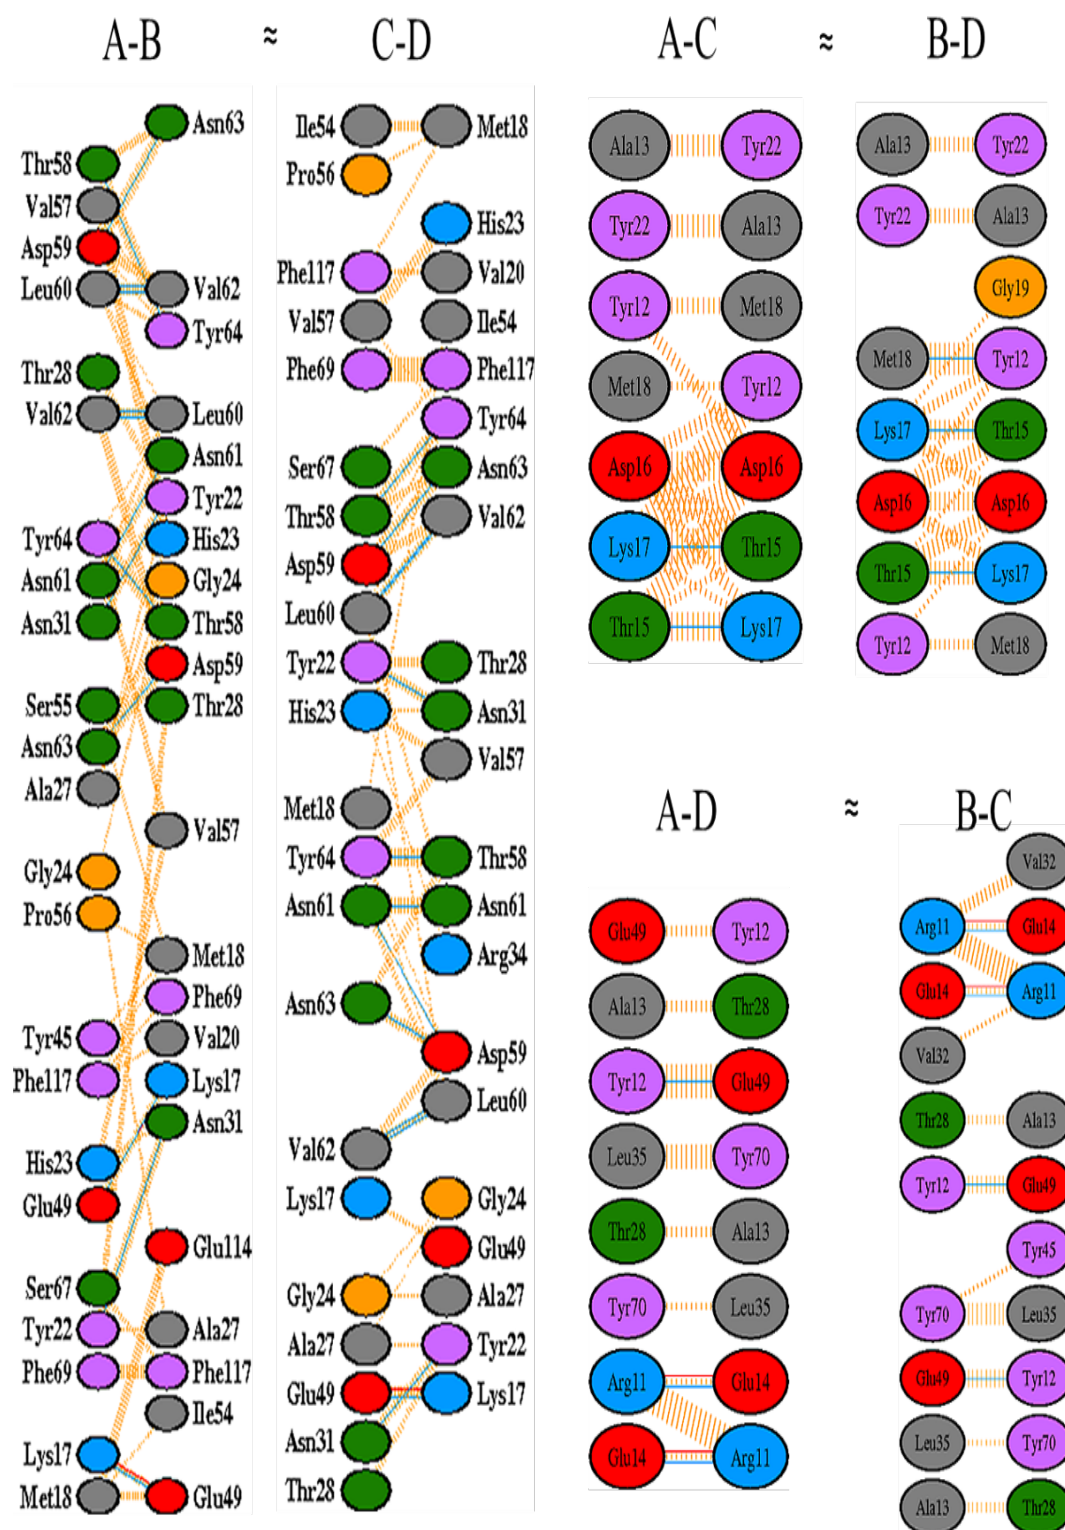 A-B ≈ C-D
A-C ≈ B-D
Asn63
Thr58
Val57
Asp59
Leu60 Val62
Tyr64
Thr28
Val62 Leu60
Asn61
Tyr22
Tyr64 His23
Asn61 Gly24
Asn31 Thr58
Asp59
Ser55 Thr28
Asn63
Ala27
Val57
Gly24
Pro56
Met18
Phe69
Tyr45 Val20
Phe117 Lys17
Asn31
His23
Glu49
Glu114
Ser67
Tyr22 Ala27
Phe69 Phe117
Ile54
Lys17
Met18 Glu49
Ile54 Met18
Pro56
His23
Phe117 Val20
Val57 Ile54
Phe69 Phe117
Tyr64
Ser67 Asn63
Thr58 Val62
Asp59
Leu60
Tyr22 Thr28
His23 Asn31
Val57
Met18
Tyr64 Thr58
Asn61 Asn61
Arg34
Asn63
Asp59
Leu60
Val62
Lys17 Gly24
Glu49
Gly24 Ala27
Ala27 Tyr22
Glu49 Lys17
Asn31
Thr28
Ala13 Tyr22
Tyr22 Ala13
Tyr12 Met18
Met18 Tyr12
Asp16 Asp16
Lys17 Thr15
Thr15 Lys17
Ala13 Tyr22
Tyr22 Ala13
Gly19
Met18 Tyr12
Lys17 Thr15
Asp16 Asp16
Thr15 Lys17
Tyr12 Met18
A-D ≈ B-C
Glu49 Tyr12
Ala13 Thr28
Tyr12 Glu49
Leu35 Tyr70
Thr28 Ala13
Tyr70 Leu35
Arg11 Glu14
Glu14 Arg11
Val32
Arg11 Glu14
Glu14 Arg11
Val32
Thr28 Ala13
Tyr12 Glu49
Tyr45
Tyr70 Leu35
Glu49 Tyr12
Leu35 Tyr70
Ala13 Thr28